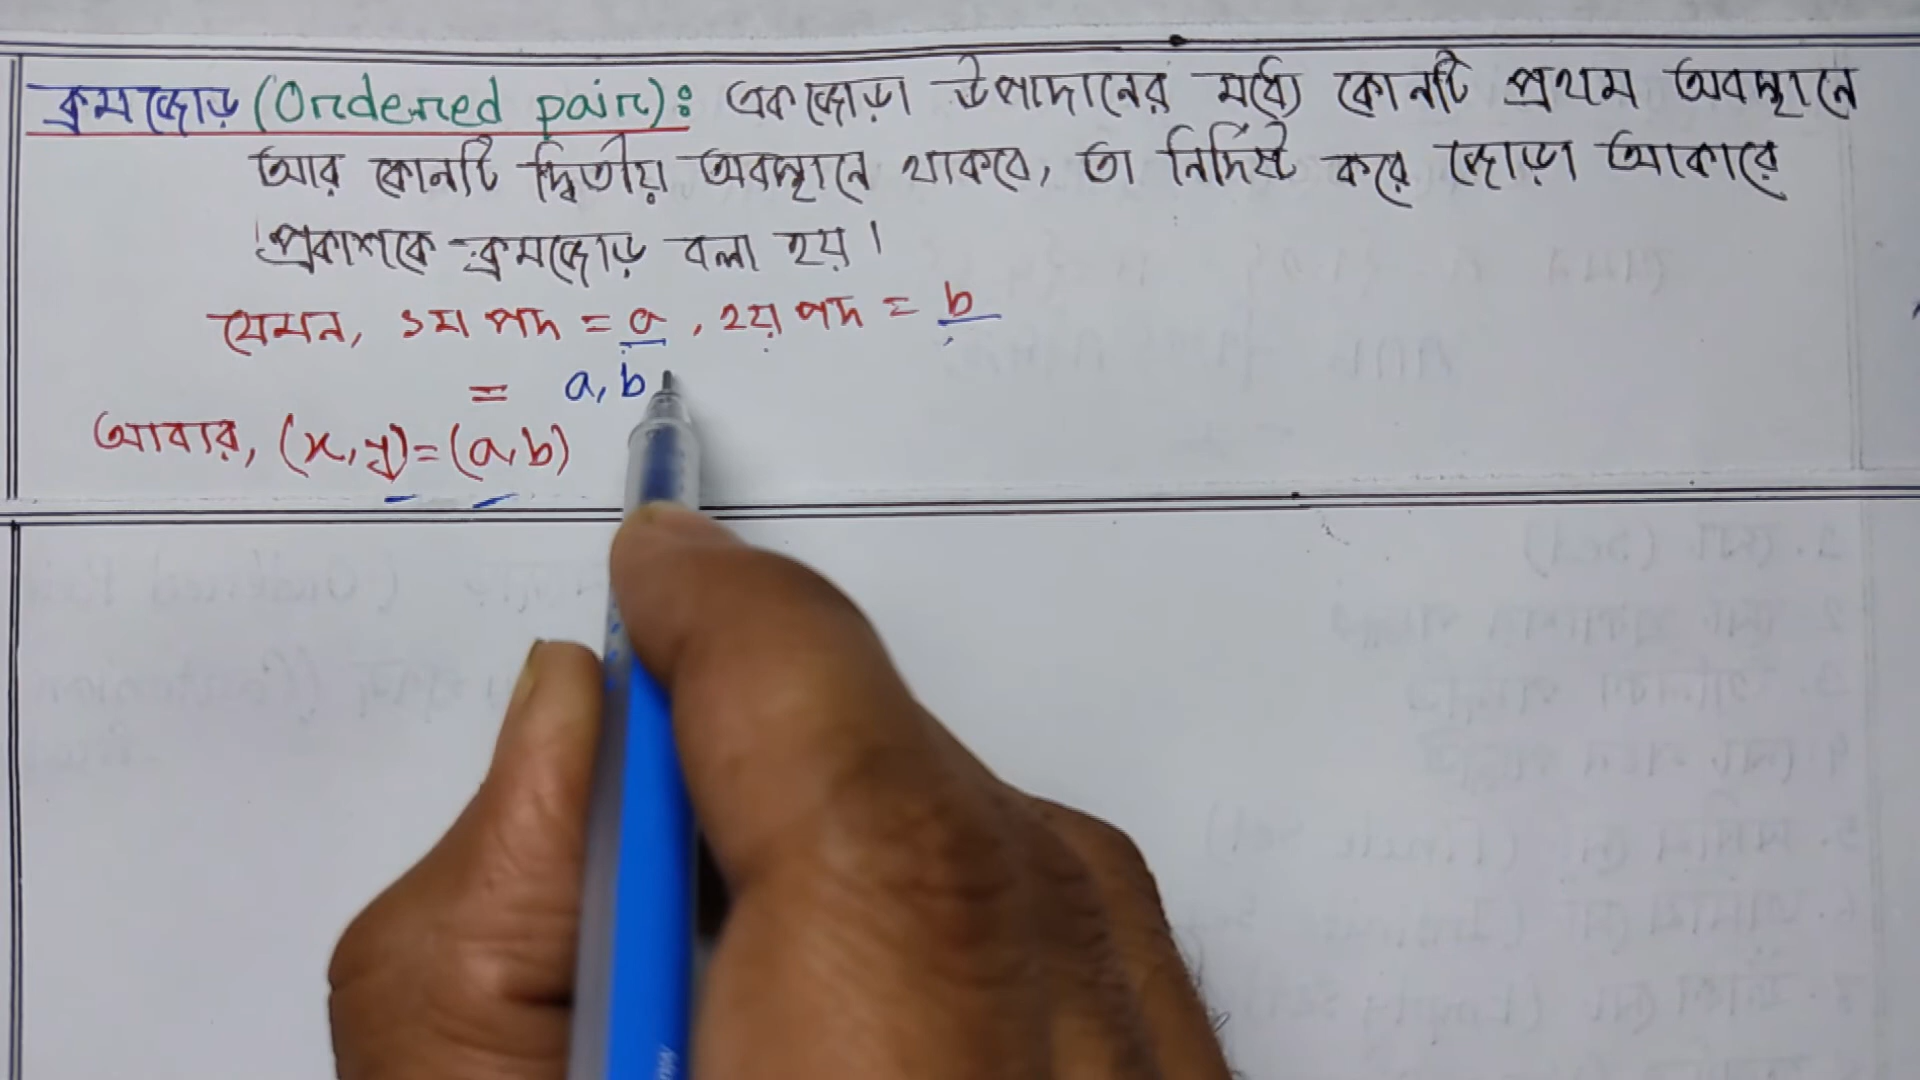 ক্রমজোড় (Ordered pair): একজোড়া উপাদানের মধ্যে কোনটি প্রথম অবস্থানে
আর কোনটি দ্বিতীয় অবস্থানে থাকবে, তা নির্দিষ্ট করে জোড়া আকারে
প্রকাশকে ক্রমজোড় বলা হয়।
যেমন, ১ম পদ = a, ২য় পদ = b
= a, b
আবার, (x, y) = (a, b)